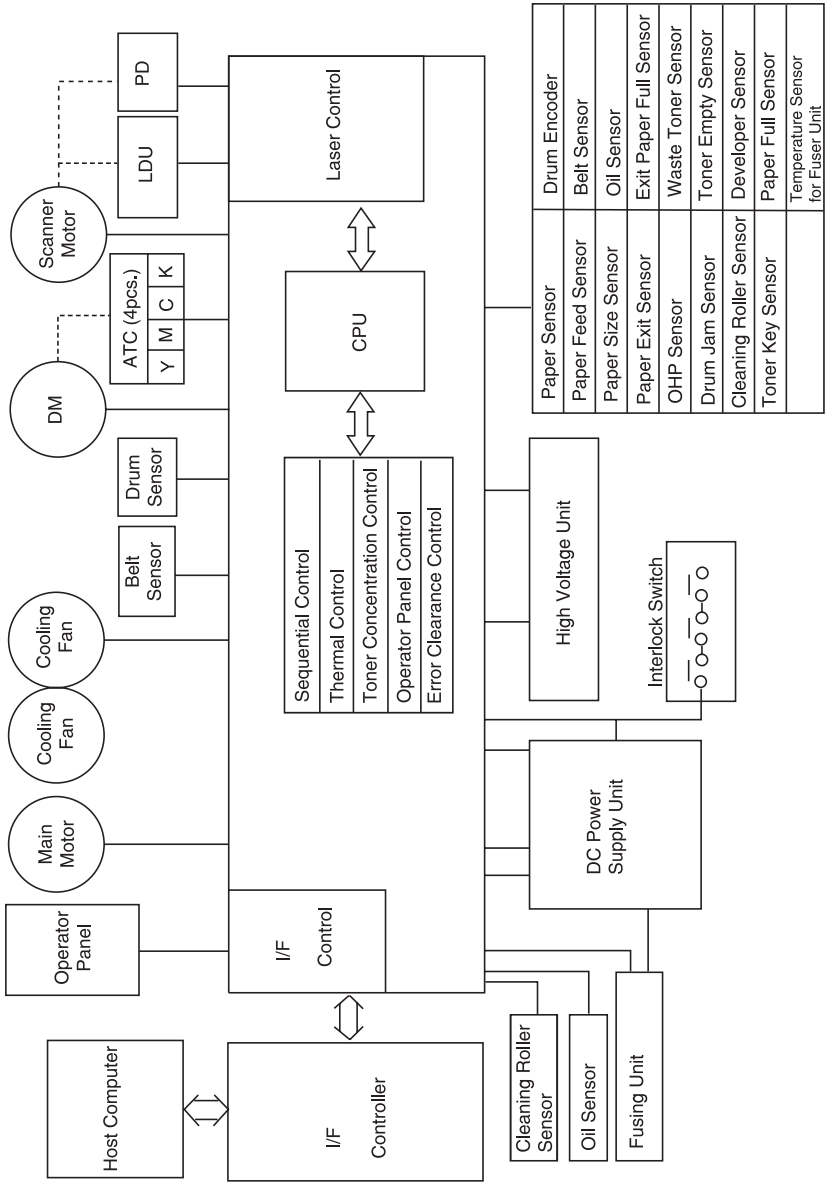 Host Computer
I/F
Controller
Operator
Panel
I/F
Control
Main
Motor
Cooling
Fan
Cooling
Fan
Belt
Sensor
Drum
Sensor
DM
ATC (4pcs.)
Y M C K
Scanner
Motor
LDU
PD
Sequential Control
Thermal Control
Toner Concentration Control
Operator Panel Control
Error Clearance Control
CPU
Laser Control
Cleaning Roller
Sensor
Oil Sensor
Fusing Unit
DC Power
Supply Unit
High Voltage Unit
Interlock Switch
Paper Sensor
Drum Encoder
Paper Feed Sensor
Belt Sensor
Paper Size Sensor
Oil Sensor
Paper Exit Sensor
Exit Paper Full Sensor
OHP Sensor
Waste Toner Sensor
Drum Jam Sensor
Toner Empty Sensor
Cleaning Roller Sensor
Developer Sensor
Toner Key Sensor
Paper Full Sensor
Temperature Sensor
for Fuser Unit